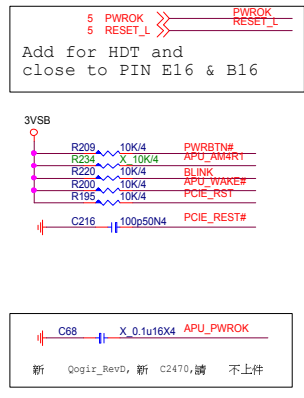 5 PWROK PWROK
5 RESET_L RESET_L
Add for HDT and
close to PIN E16 & B16
3VSB
R209 10K/4 PWRBTN#
R234 X_10K/4 APU_AM4R1
R220 10K/4 BLINK
R200 10K/4 APU_WAKE#
R195 10K/4 PCIE_RST
C216 100p50N4 PCIE_REST#
C68 X_0.1u16X4 APU_PWROK
新 Qogir_RevD, 新 C2470,請 不上件